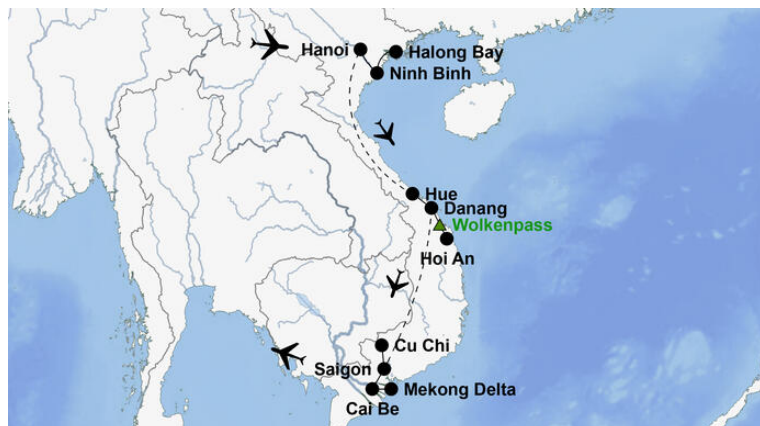 Hanoi
Halong Bay
Ninh Binh
Hue
Danang
Wolkenpass
Hoi An
Cu Chi
Saigon
Mekong Delta
Cai Be